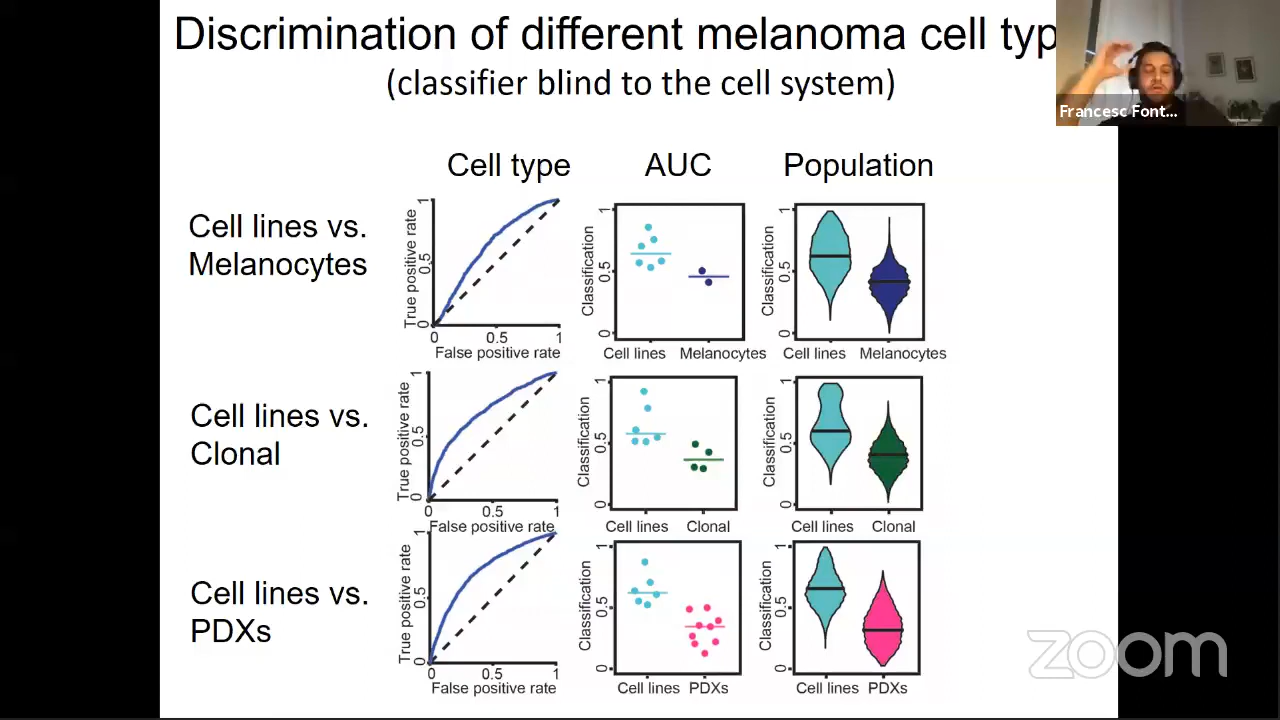 Discrimination of different melanoma cell typ
(classifier blind to the cell system)
Francesc Font...
Cell type
AUC
Population
Cell lines vs.
Melanocytes
True positive rate
0
0.5
1
0
0.5
1
False positive rate
Classification
0
0.5
1
Cell lines
Melanocytes
Classification
0
0.5
1
Cell lines
Melanocytes
Cell lines vs.
Clonal
True positive rate
0
0.5
1
0
0.5
1
False positive rate
Classification
0
0.5
1
Cell lines
Clonal
Classification
0
0.5
1
Cell lines
Clonal
Cell lines vs.
PDXs
True positive rate
0
0.5
1
0
0.5
1
False positive rate
Classification
0
0.5
1
Cell lines
PDXs
Classification
0
0.5
1
Cell lines
PDXs
zoom